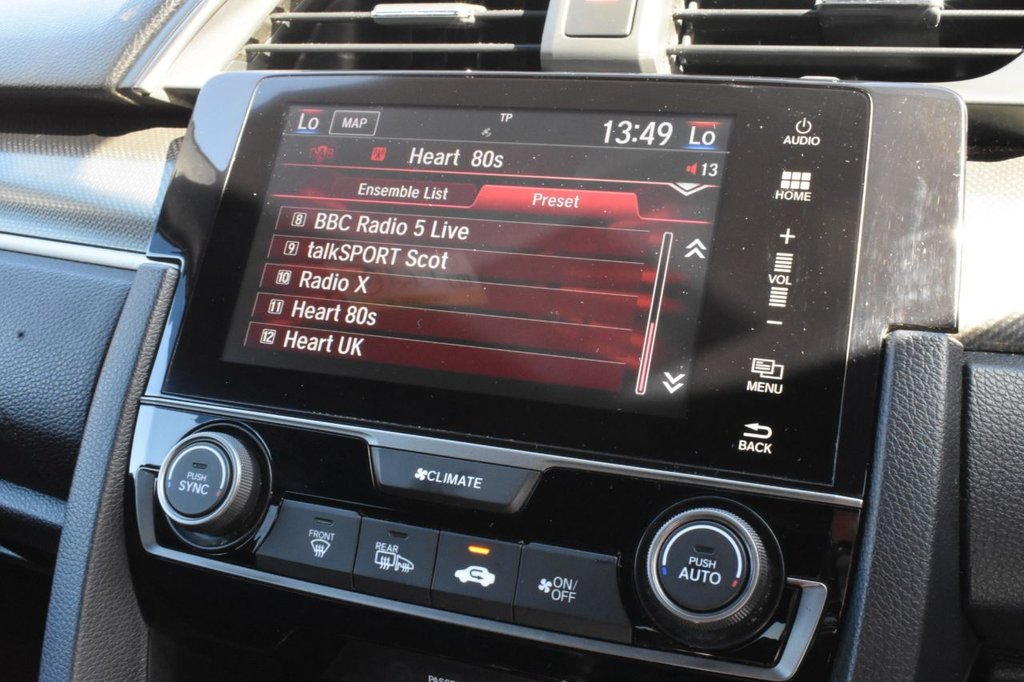 Lo MAP TP 13:49 Lo
Heart 80s 13
Ensemble List Preset
8 BBC Radio 5 Live
9 talkSPORT Scot
10 Radio X
11 Heart 80s
12 Heart UK
AUDIO
HOME
+
VOL
−
MENU
BACK
CLIMATE
PUSH
SYNC
FRONT
REAR
ON/
OFF
PUSH
AUTO